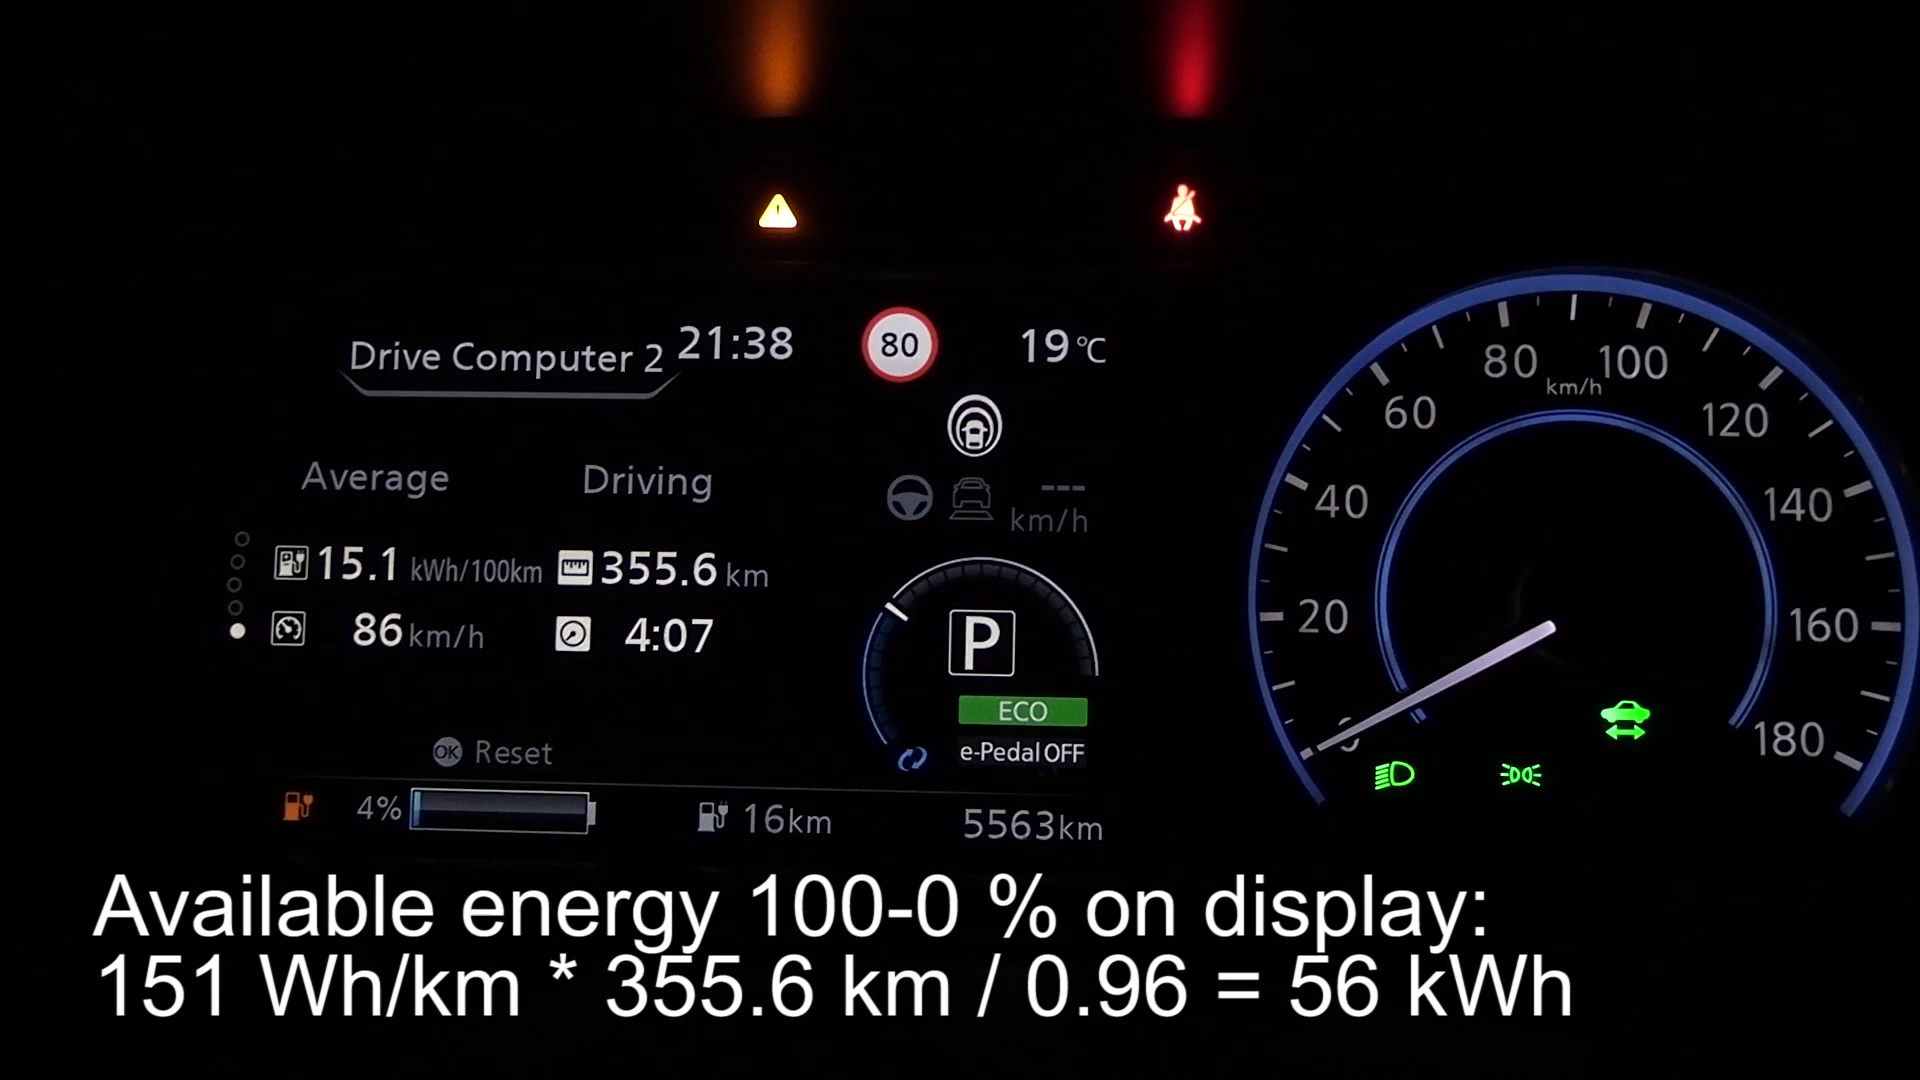 Drive Computer 2
21:38
80
19°C
Average
Driving
--- km/h
15.1 kWh/100km
355.6 km
86 km/h
4:07
P
ECO
e-Pedal OFF
OK Reset
4%
16km
5563km
0
20
40
60
80
km/h
100
120
140
160
180
Available energy 100-0 % on display:
151 Wh/km * 355.6 km / 0.96 = 56 kWh